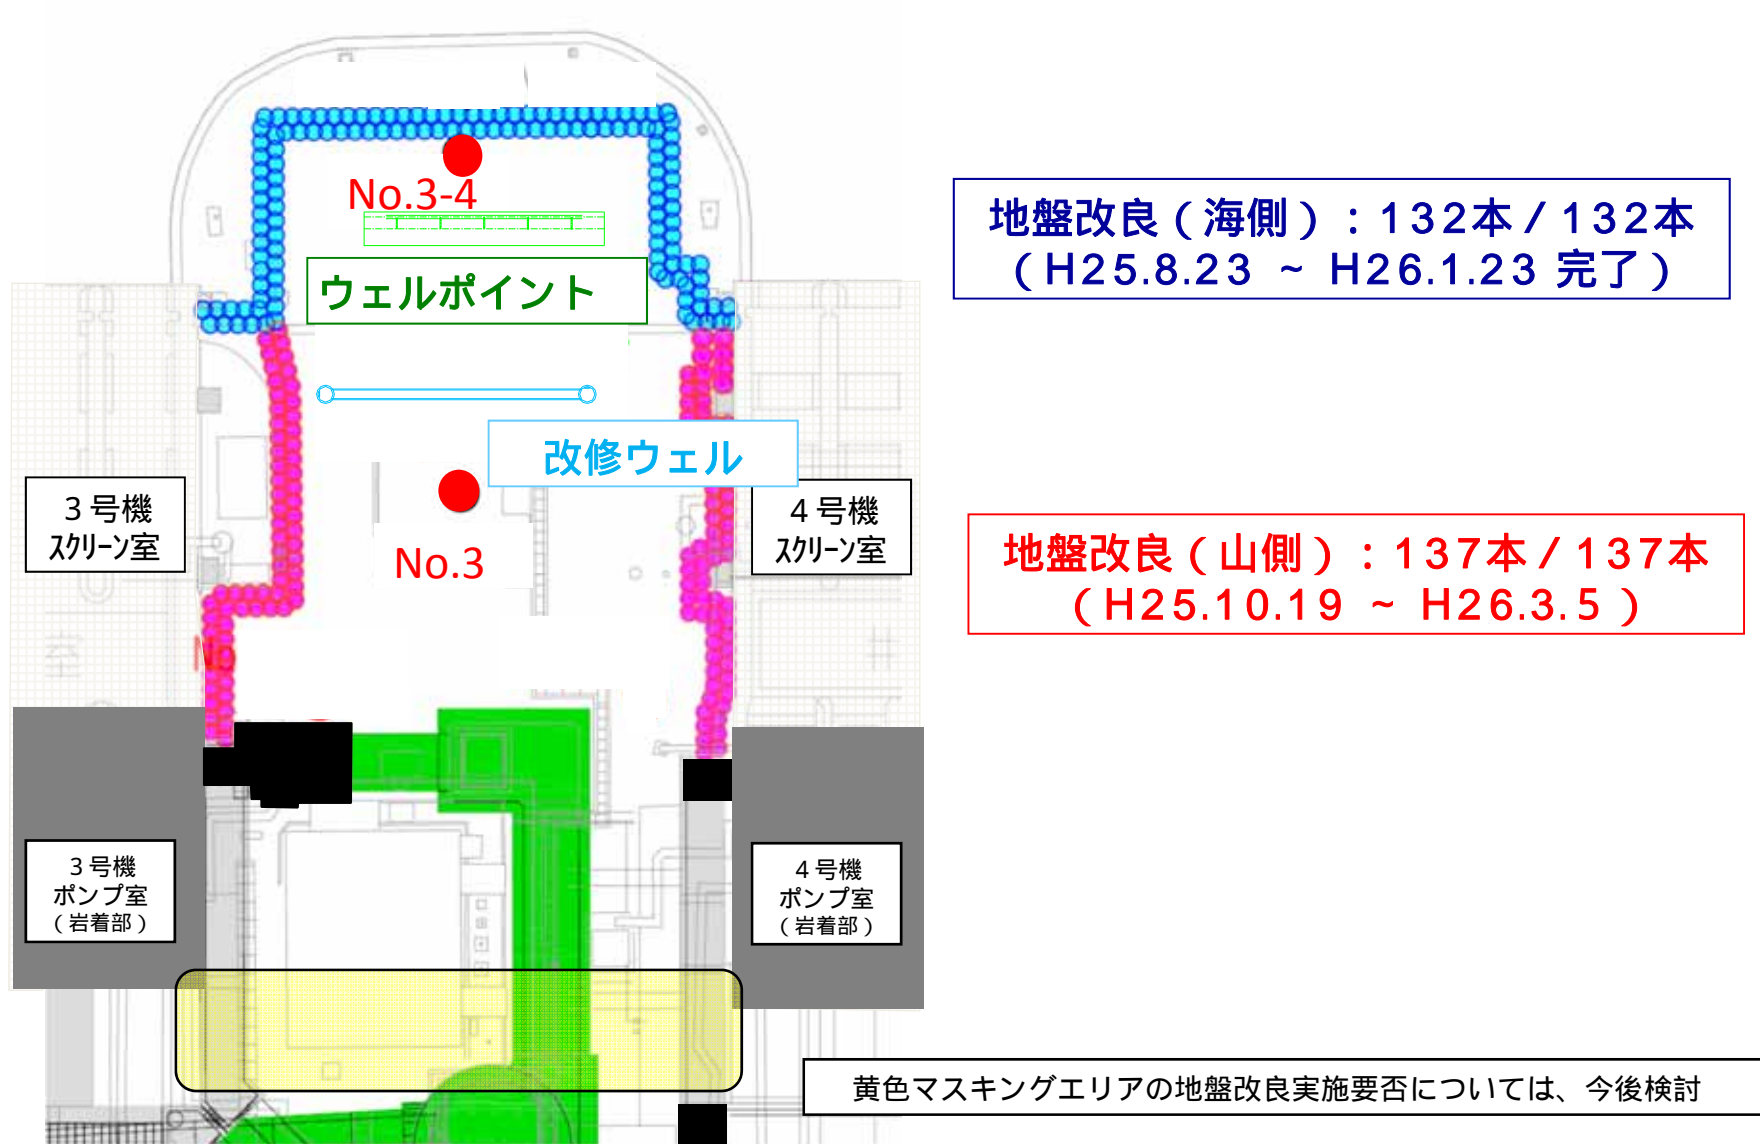 No.3-4
ウェルポイント
地盤改良（海側）：132本／132本
（H25.8.23 ～ H26.1.23 完了）
改修ウェル
3号機
スクリーン室
No.3
4号機
スクリーン室
地盤改良（山側）：137本／137本
（H25.10.19 ～ H26.3.5 ）
3号機
ポンプ室
（岩着部）
4号機
ポンプ室
（岩着部）
黄色マスキングエリアの地盤改良実施要否については、今後検討